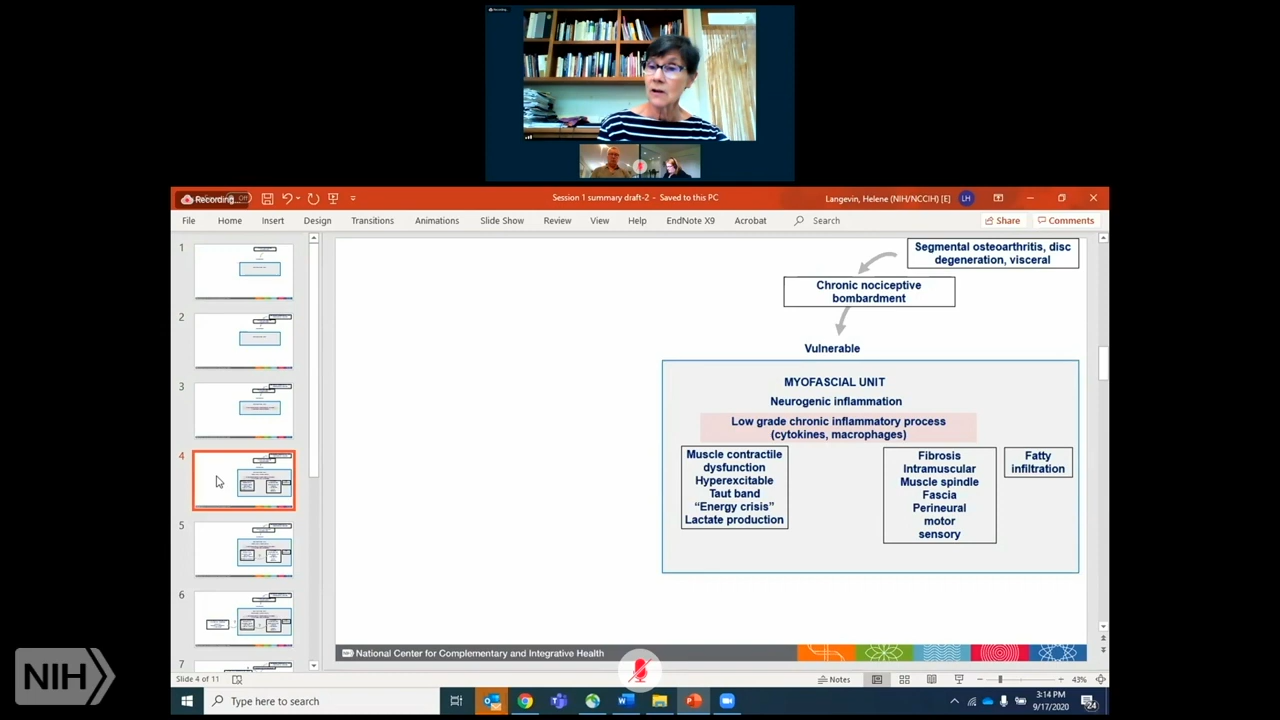 Recording
Recording... Off
Session 1 summary draft-2 - Saved to this PC
Langevin, Helene (NIH/NCCIH) [E]
LH
File
Home
Insert
Design
Transitions
Animations
Slide Show
Review
View
Help
EndNote X9
Acrobat
Search
Share
Comments
1
2
3
4
5
6
7
Segmental osteoarthritis, disc
degeneration, visceral
Chronic nociceptive
bombardment
Vulnerable
MYOFASCIAL UNIT
Neurogenic inflammation
Low grade chronic inflammatory process
(cytokines, macrophages)
Muscle contractile
dysfunction
Hyperexcitable
Taut band
“Energy crisis”
Lactate production
Fibrosis
Intramuscular
Muscle spindle
Fascia
Perineural
motor
sensory
Fatty
infiltration
NIH National Center for Complementary and Integrative Health
NIH
Slide 4 of 11
Notes
43%
Type here to search
3:14 PM
9/17/2020
24